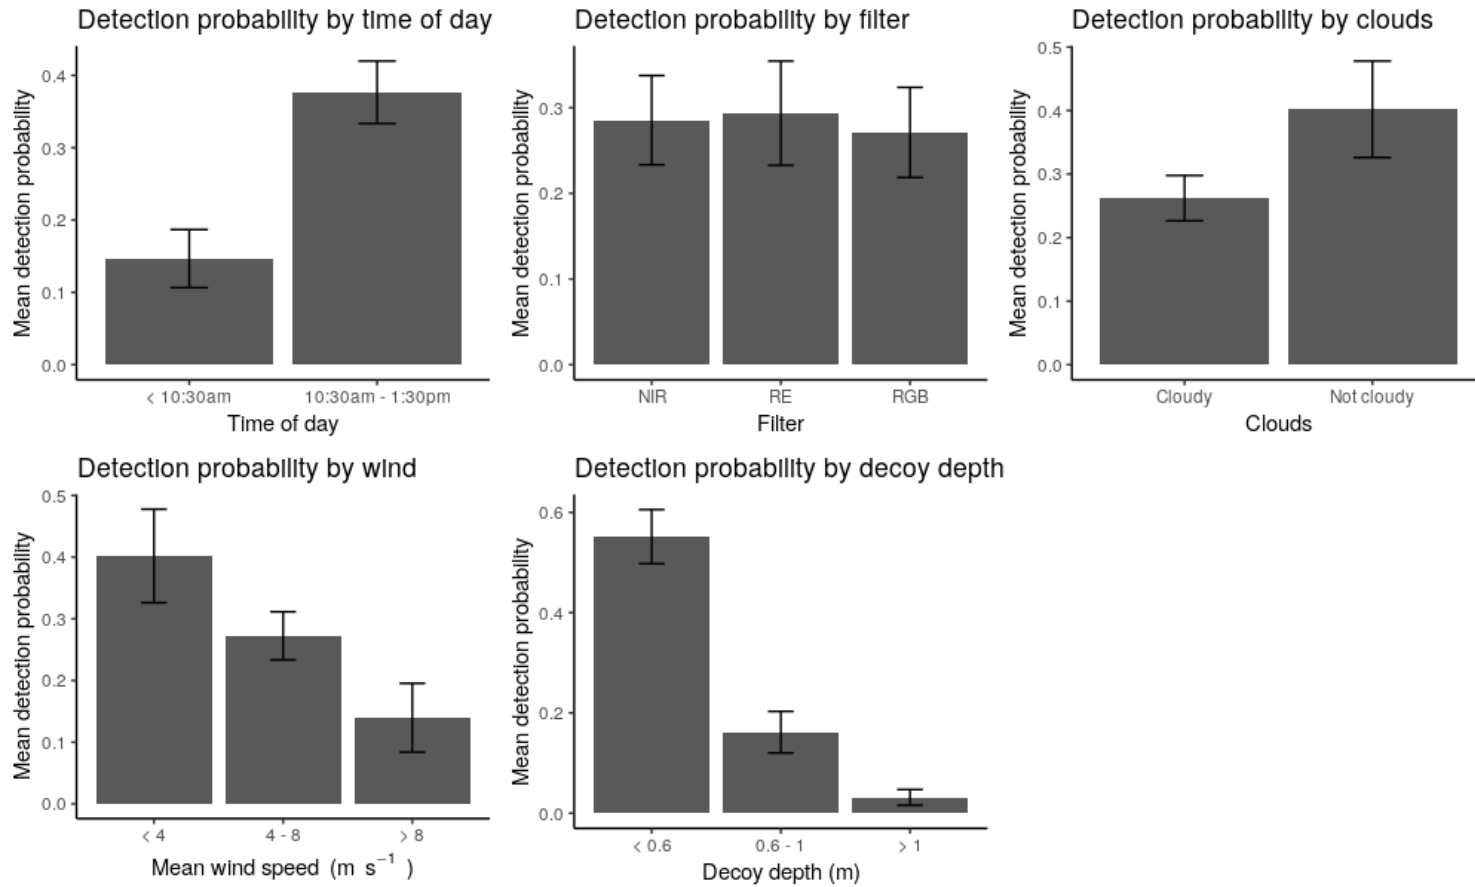 Detection probability by time of day
Mean detection probability
0.4
0.3
0.2
0.1
0.0
< 10:30am
10:30am - 1:30pm
Time of day
Detection probability by filter
Mean detection probability
0.3
0.2
0.1
0.0
NIR
RE
RGB
Filter
Detection probability by clouds
Mean detection probability
0.5
0.4
0.3
0.2
0.1
0.0
Cloudy
Not cloudy
Clouds
Detection probability by wind
Mean detection probability
0.5
0.4
0.3
0.2
0.1
0.0
< 4
4 - 8
> 8
Mean wind speed (m s⁻¹ )
Detection probability by decoy depth
Mean detection probability
0.6
0.4
0.2
0.0
< 0.6
0.6 - 1
> 1
Decoy depth (m)